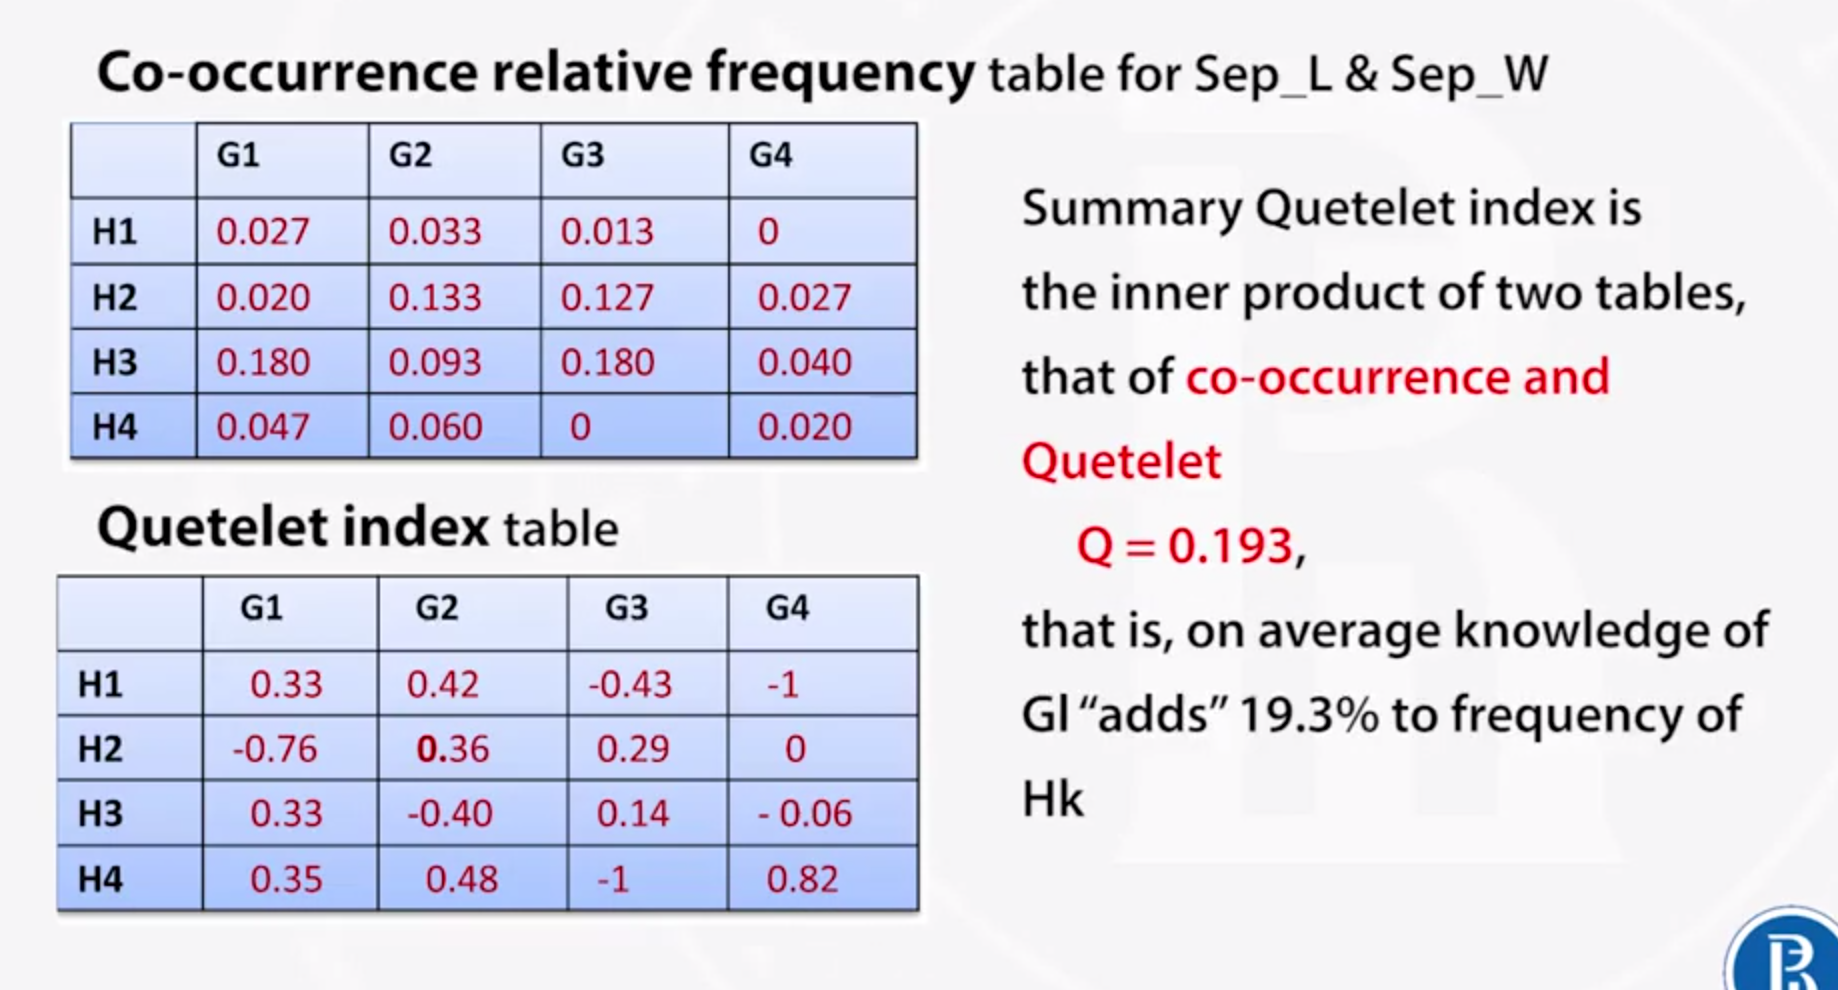 Co-occurrence relative frequency table for Sep_L & Sep_W
G1 G2 G3 G4
H1 0.027 0.033 0.013 0
H2 0.020 0.133 0.127 0.027
H3 0.180 0.093 0.180 0.040
H4 0.047 0.060 0 0.020
Quetelet index table
G1 G2 G3 G4
H1 0.33 0.42 -0.43 -1
H2 -0.76 0.36 0.29 0
H3 0.33 -0.40 0.14 - 0.06
H4 0.35 0.48 -1 0.82
Summary Quetelet index is
the inner product of two tables,
that of co-occurrence and
Quetelet
Q = 0.193,
that is, on average knowledge of
Gl “adds” 19.3% to frequency of
Hk